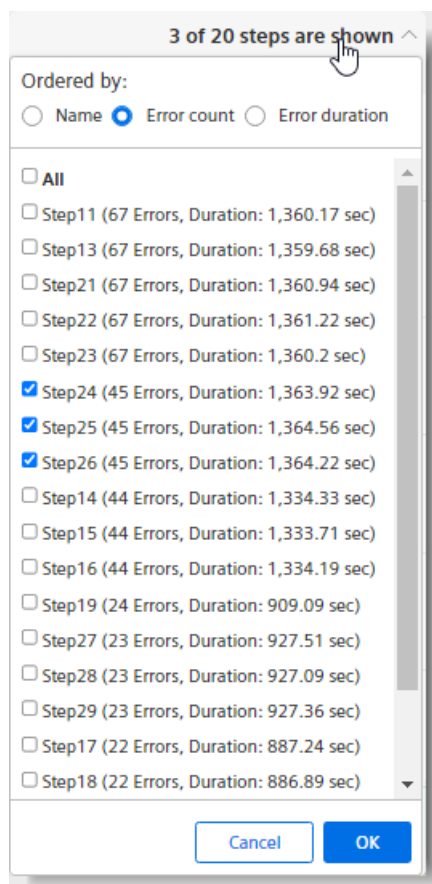 3 of 20 steps are shown
Ordered by:
Name Error count Error duration
All
Step11 (67 Errors, Duration: 1,360.17 sec)
Step13 (67 Errors, Duration: 1,359.68 sec)
Step21 (67 Errors, Duration: 1,360.94 sec)
Step22 (67 Errors, Duration: 1,361.22 sec)
Step23 (67 Errors, Duration: 1,360.2 sec)
Step24 (45 Errors, Duration: 1,363.92 sec)
Step25 (45 Errors, Duration: 1,364.56 sec)
Step26 (45 Errors, Duration: 1,364.22 sec)
Step14 (44 Errors, Duration: 1,334.33 sec)
Step15 (44 Errors, Duration: 1,333.71 sec)
Step16 (44 Errors, Duration: 1,334.19 sec)
Step19 (24 Errors, Duration: 909.09 sec)
Step27 (23 Errors, Duration: 927.51 sec)
Step28 (23 Errors, Duration: 927.09 sec)
Step29 (23 Errors, Duration: 927.36 sec)
Step17 (22 Errors, Duration: 887.24 sec)
Step18 (22 Errors, Duration: 886.89 sec)
Cancel OK